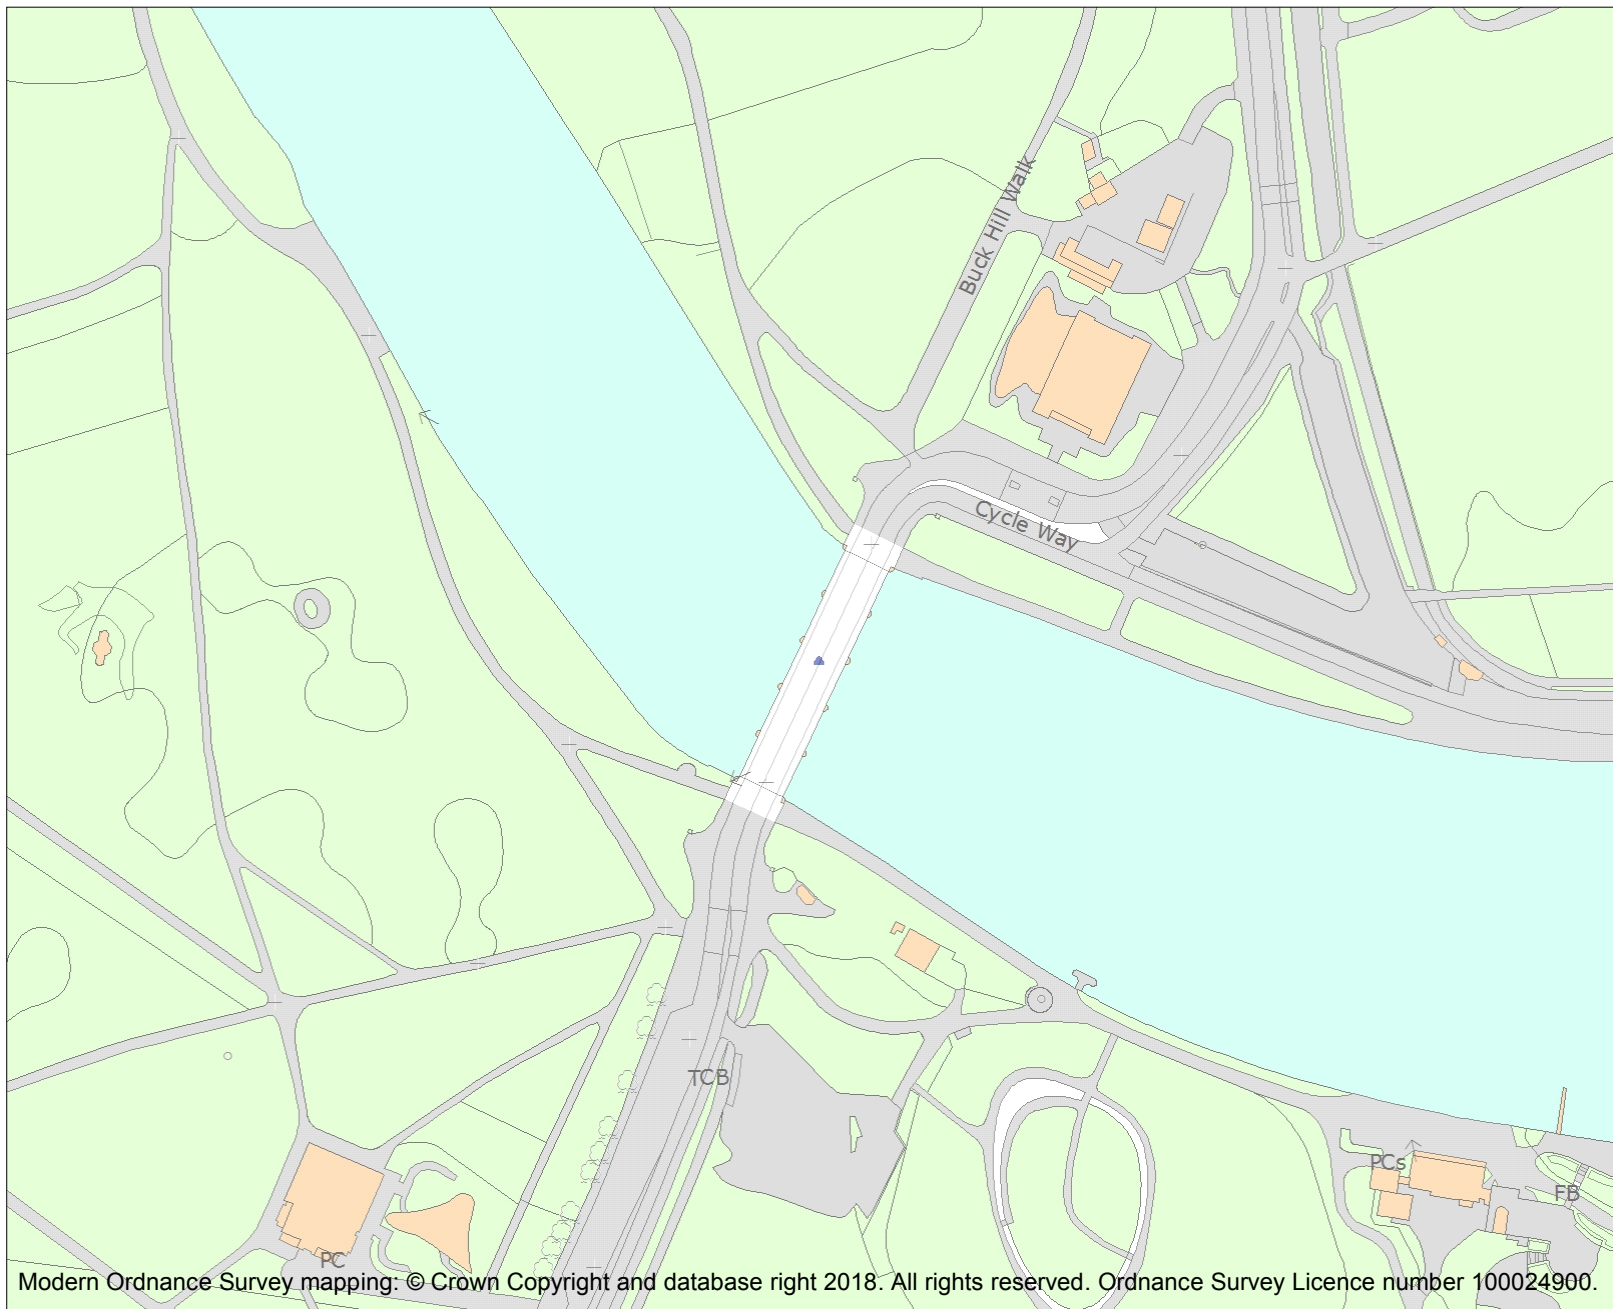 Buck Hill Walk
Cycle Way
TCB
PCs
FB
PC
Modern Ordnance Survey mapping: © Crown Copyright and database right 2018. All rights reserved. Ordnance Survey Licence number 100024900.